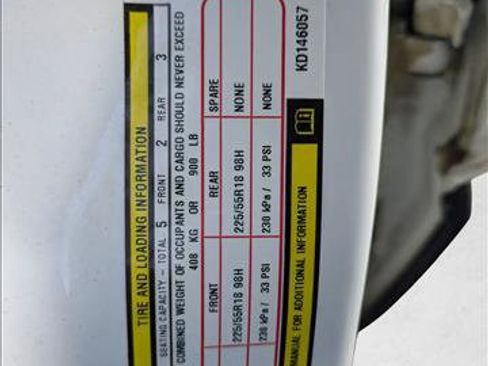 TIRE AND LOADING INFORMATION
SEATING CAPACITY - TOTAL 5 FRONT 2 REAR 3
COMBINED WEIGHT OF OCCUPANTS AND CARGO SHOULD NEVER EXCEED
408 KG OR 900 LB
FRONT REAR SPARE
225/55R18 98H 225/55R18 98H NONE
230 kPa / 33 PSI 230 kPa / 33 PSI NONE
MANUAL FOR ADDITIONAL INFORMATION
KD146057